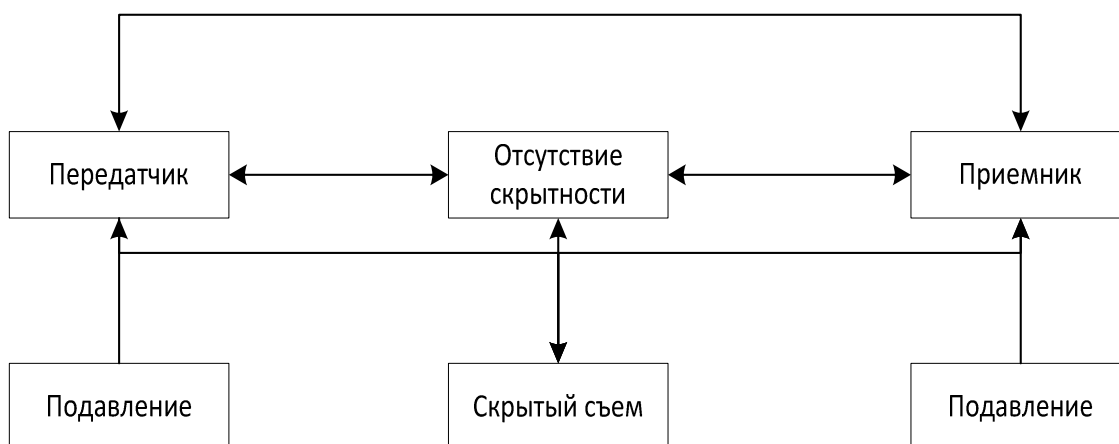 Передатчик
Отсутствие
скрытности
Приемник
Подавление
Скрытый съем
Подавление